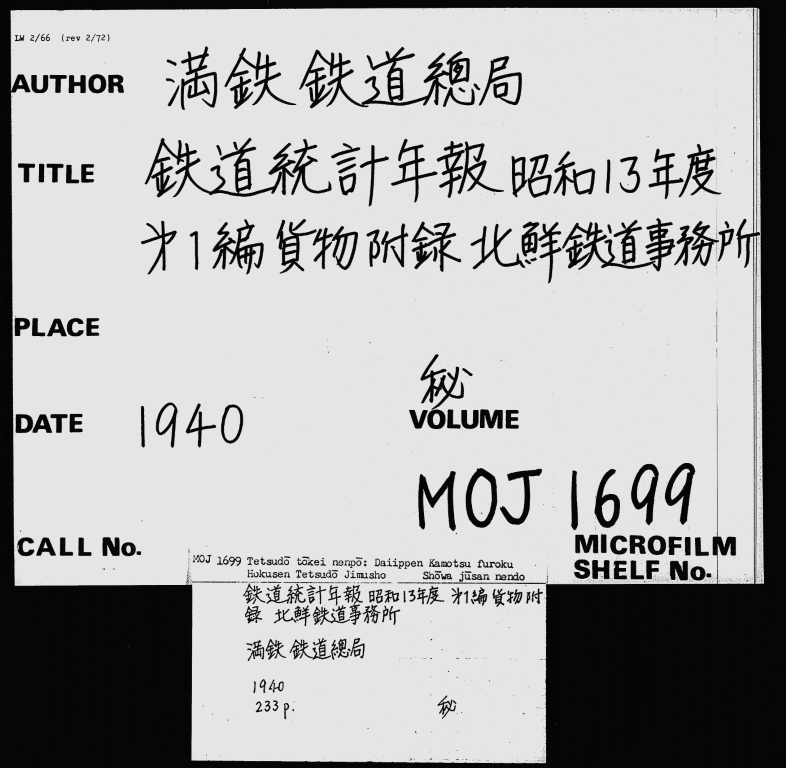 LW 2/66 (rev 2/72)
AUTHOR 満鉄 鉄道總局
TITLE 鉄道統計年報 昭和13年度
㐧1編 貨物附録 北鮮鉄道事務所
PLACE
秘
DATE 1940
VOLUME
MOJ 1699
CALL No.
MICROFILM
SHELF No.
MOJ 1699 Tetsudō tōkei nenpō: Daiippen Kamotsu furoku
Hokusen Tetsudō Jimusho Shōwa jūsan nendo
鉄道統計年報 昭和13年度 㐧1編 貨物附
録 北鮮鉄道事務所
満鉄 鉄道總局
1940
233 p. 秘